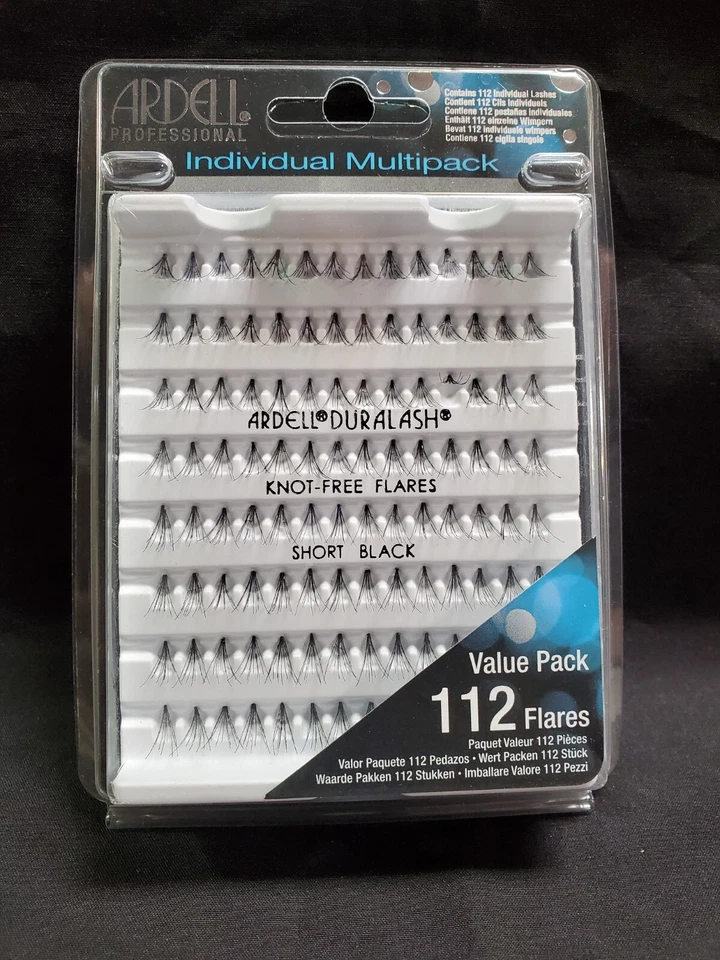 ARDELL®
PROFESSIONAL
Contains 112 Individual Lashes
Contient 112 Cils Individuels
Contiene 112 pestañas individuales
Enthält 112 einzelne Wimpern
Bevat 112 individuele wimpers
Contiene 112 ciglia singole
Individual Multipack
ARDELL® DURALASH®
KNOT-FREE FLARES
SHORT BLACK
Value Pack
112 Flares
Paquet Valeur 112 Pièces
Valor Paquete 112 Pedazos • Wert Packen 112 Stück
Waarde Pakken 112 Stukken • Imballare Valore 112 Pezzi